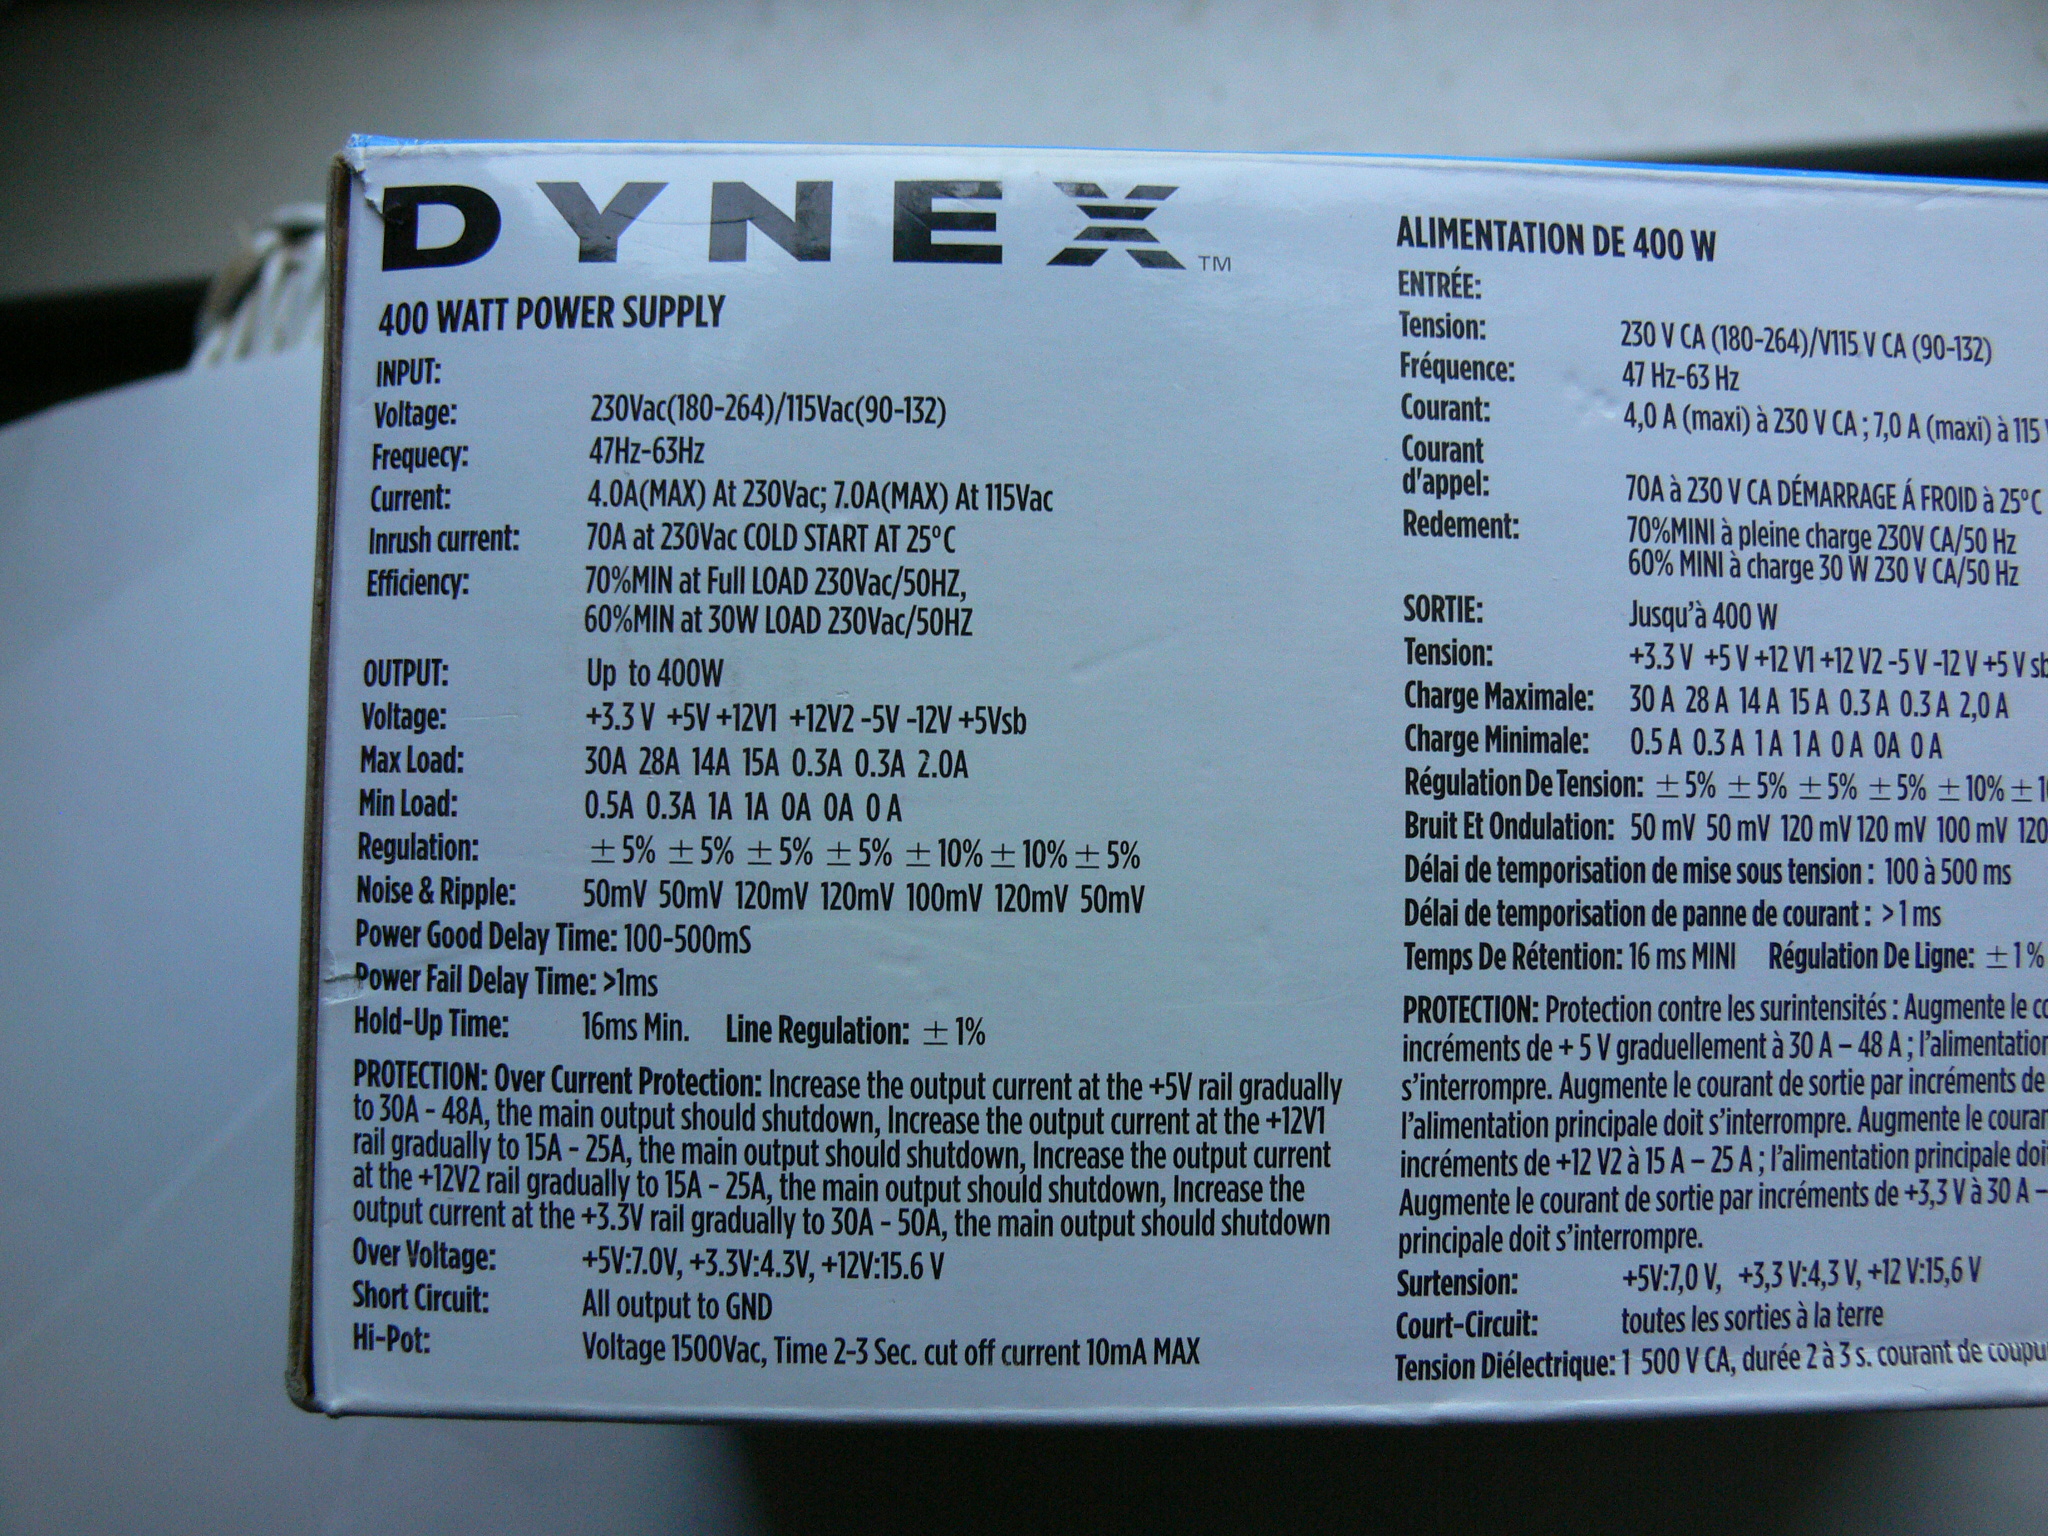 DYNEX™
400 WATT POWER SUPPLY
INPUT:
Voltage: 230Vac(180-264)/115Vac(90-132)
Frequecy: 47Hz-63Hz
Current: 4.0A(MAX) At 230Vac; 7.0A(MAX) At 115Vac
Inrush current: 70A at 230Vac COLD START AT 25°C
Efficiency: 70%MIN at Full LOAD 230Vac/50HZ,
60%MIN at 30W LOAD 230Vac/50HZ
OUTPUT: Up to 400W
Voltage: +3.3 V +5V +12V1 +12V2 -5V -12V +5Vsb
Max Load: 30A 28A 14A 15A 0.3A 0.3A 2.0A
Min Load: 0.5A 0.3A 1A 1A 0A 0A 0 A
Regulation: ± 5% ± 5% ± 5% ± 5% ± 10% ± 10% ± 5%
Noise & Ripple: 50mV 50mV 120mV 120mV 100mV 120mV 50mV
Power Good Delay Time: 100-500mS
Power Fail Delay Time: >1ms
Hold-Up Time: 16ms Min. Line Regulation: ± 1%
PROTECTION: Over Current Protection: Increase the output current at the +5V rail gradually
to 30A - 48A, the main output should shutdown, Increase the output current at the +12V1
rail gradually to 15A - 25A, the main output should shutdown, Increase the output current
at the +12V2 rail gradually to 15A - 25A, the main output should shutdown, Increase the
output current at the +3.3V rail gradually to 30A - 50A, the main output should shutdown
Over Voltage: +5V:7.0V, +3.3V:4.3V, +12V:15.6 V
Short Circuit: All output to GND
Hi-Pot: Voltage 1500Vac, Time 2-3 Sec. cut off current 10mA MAX
ALIMENTATION DE 400 W
ENTRÉE:
Tension: 230 V CA (180-264)/V115 V CA (90-132)
Fréquence: 47 Hz-63 Hz
Courant: 4,0 A (maxi) à 230 V CA ; 7,0 A (maxi) à 115
Courant
d'appel: 70A à 230 V CA DÉMARRAGE Á FROID à 25°C
Redement: 70%MINI à pleine charge 230V CA/50 Hz
60% MINI à charge 30 W 230 V CA/50 Hz
SORTIE: Jusqu'à 400 W
Tension: +3.3 V +5 V +12 V1 +12 V2 -5 V -12 V +5 V sb
Charge Maximale: 30 A 28 A 14 A 15 A 0.3 A 0.3 A 2,0 A
Charge Minimale: 0.5 A 0.3 A 1 A 1 A 0 A 0A 0 A
Régulation De Tension: ± 5% ± 5% ± 5% ± 5% ± 10% ±
Bruit Et Ondulation: 50 mV 50 mV 120 mV 120 mV 100 mV 120
Délai de temporisation de mise sous tension : 100 à 500 ms
Délai de temporisation de panne de courant : >1 ms
Temps De Rétention: 16 ms MINI Régulation De Ligne: ± 1%
PROTECTION: Protection contre les surintensités : Augmente le
incréments de + 5 V graduellement à 30 A – 48 A ; l'alimentation
s'interrompre. Augmente le courant de sortie par incréments de
l'alimentation principale doit s'interrompre. Augmente le
incréments de +12 V2 à 15 A – 25 A ; l'alimentation principale
Augmente le courant de sortie par incréments de +3,3 V à 30 A –
principale doit s'interrompre.
Surtension: +5V:7,0 V, +3,3 V:4,3 V, +12 V:15,6 V
Court-Circuit: toutes les sorties à la terre
Tension Diélectrique: 1 500 V CA, durée 2 à 3 s. courant de